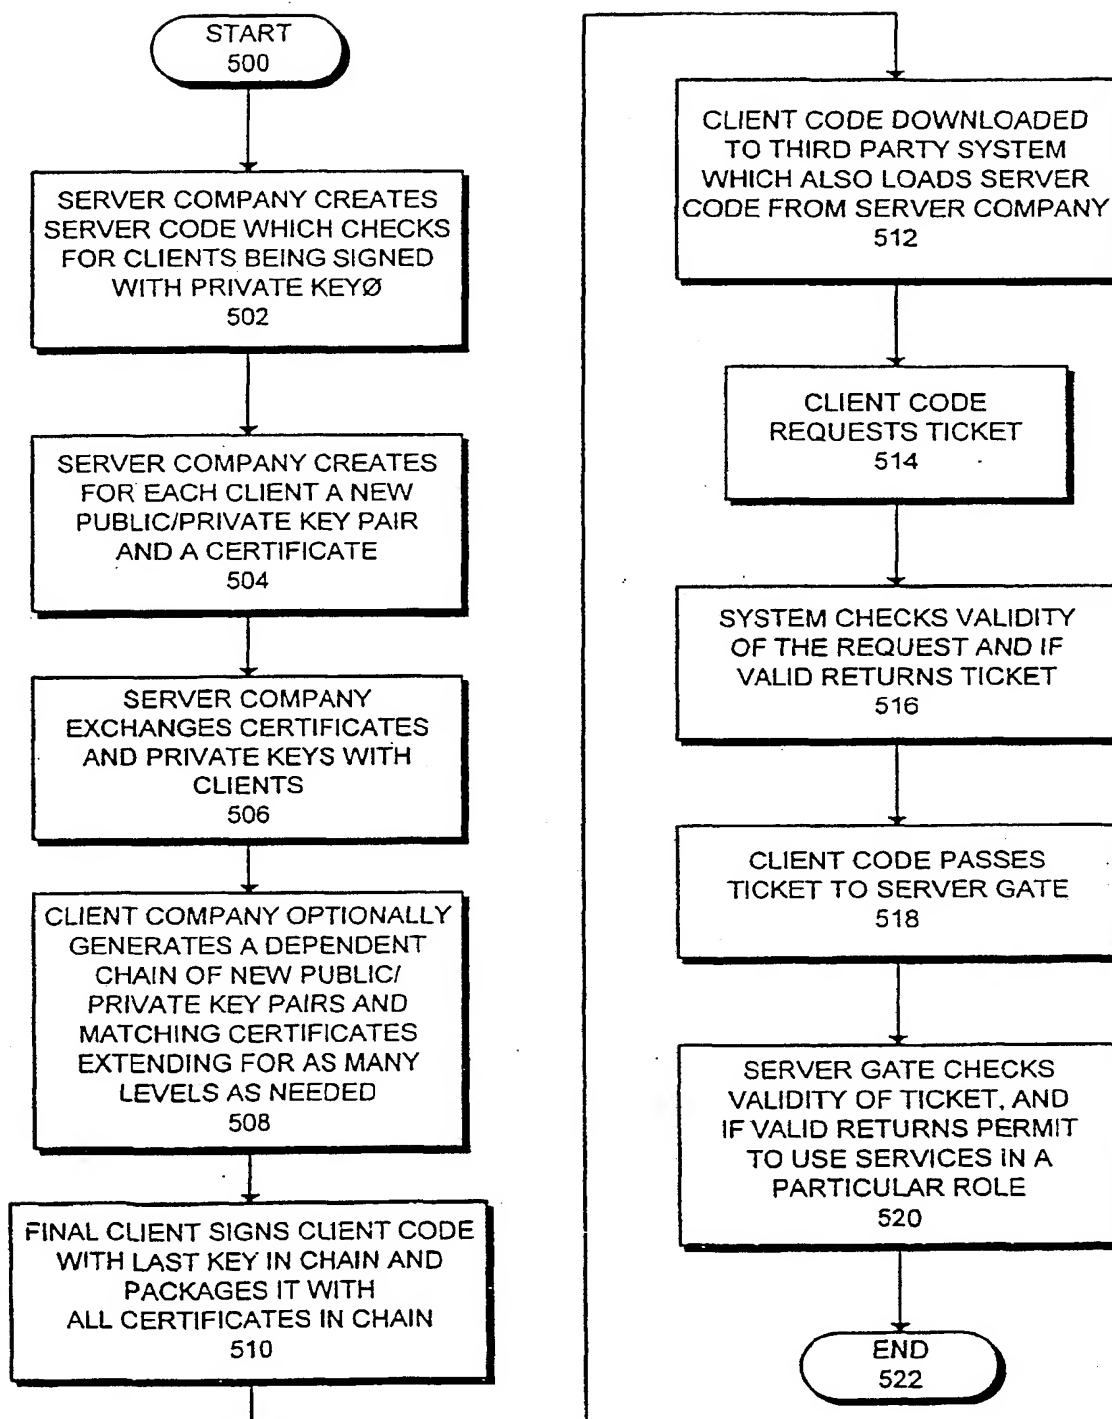 START
500
SERVER COMPANY CREATES
SERVER CODE WHICH CHECKS
FOR CLIENTS BEING SIGNED
WITH PRIVATE KEYØ
502
SERVER COMPANY CREATES
FOR EACH CLIENT A NEW
PUBLIC/PRIVATE KEY PAIR
AND A CERTIFICATE
504
SERVER COMPANY
EXCHANGES CERTIFICATES
AND PRIVATE KEYS WITH
CLIENTS
506
CLIENT COMPANY OPTIONALLY
GENERATES A DEPENDENT
CHAIN OF NEW PUBLIC/
PRIVATE KEY PAIRS AND
MATCHING CERTIFICATES
EXTENDING FOR AS MANY
LEVELS AS NEEDED
508
FINAL CLIENT SIGNS CLIENT CODE
WITH LAST KEY IN CHAIN AND
PACKAGES IT WITH
ALL CERTIFICATES IN CHAIN
510
CLIENT CODE DOWNLOADED
TO THIRD PARTY SYSTEM
WHICH ALSO LOADS SERVER
CODE FROM SERVER COMPANY
512
CLIENT CODE
REQUESTS TICKET
514
SYSTEM CHECKS VALIDITY
OF THE REQUEST AND IF
VALID RETURNS TICKET
516
CLIENT CODE PASSES
TICKET TO SERVER GATE
518
SERVER GATE CHECKS
VALIDITY OF TICKET, AND
IF VALID RETURNS PERMIT
TO USE SERVICES IN A
PARTICULAR ROLE
520
END
522